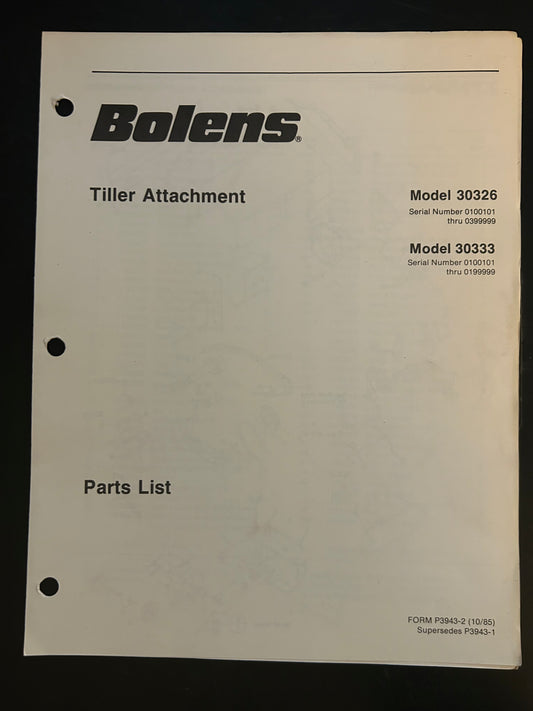 Bolens®
Tiller Attachment
Model 30326
Serial Number 0100101
thru 0399999
Model 30333
Serial Number 0100101
thru 0199999
Parts List
FORM P3943-2 (10/85)
Supersedes P3943-1